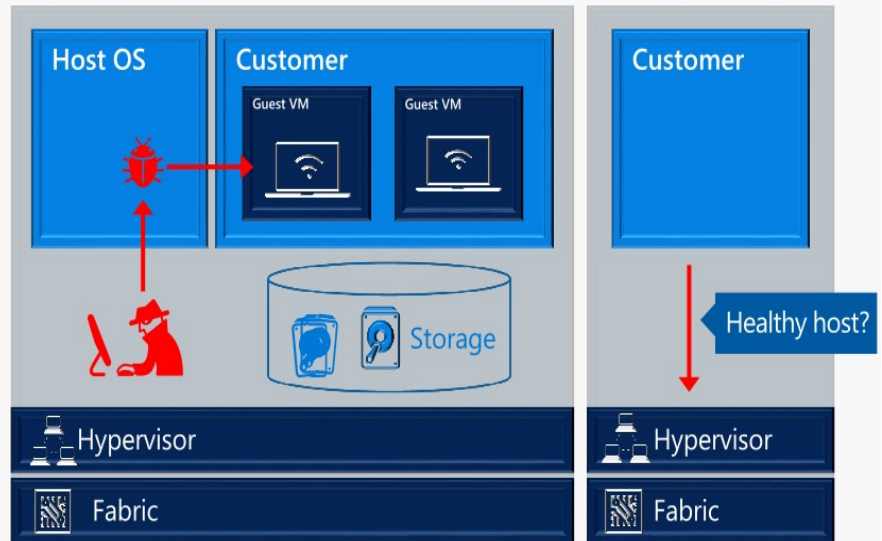 Host OS
Customer
Guest VM
Guest VM
Storage
Hypervisor
Fabric
Customer
Healthy host?
Hypervisor
Fabric